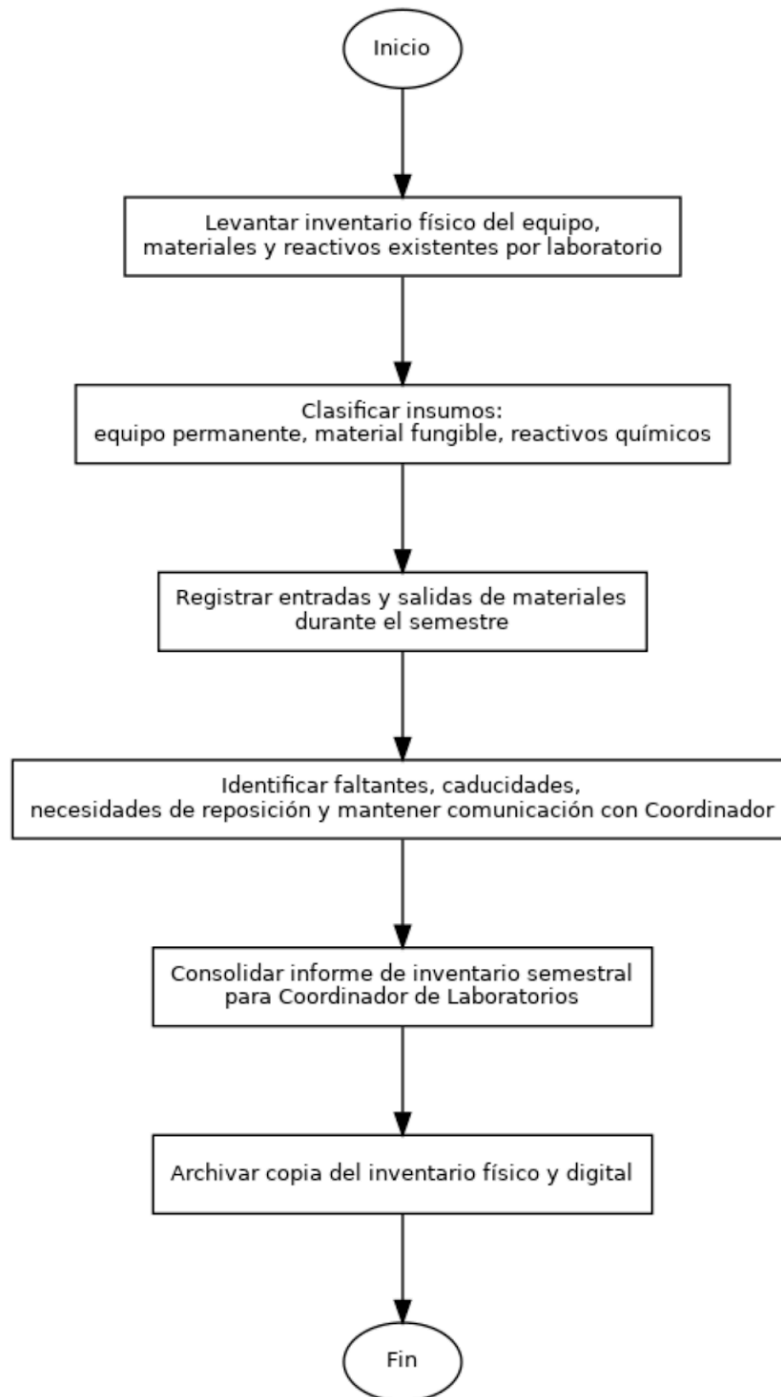 Inicio
Levantar inventario físico del equipo,
materiales y reactivos existentes por laboratorio
Clasificar insumos:
equipo permanente, material fungible, reactivos químicos
Registrar entradas y salidas de materiales
durante el semestre
Identificar faltantes, caducidades,
necesidades de reposición y mantener comunicación con Coordinador
Consolidar informe de inventario semestral
para Coordinador de Laboratorios
Archivar copia del inventario físico y digital
Fin